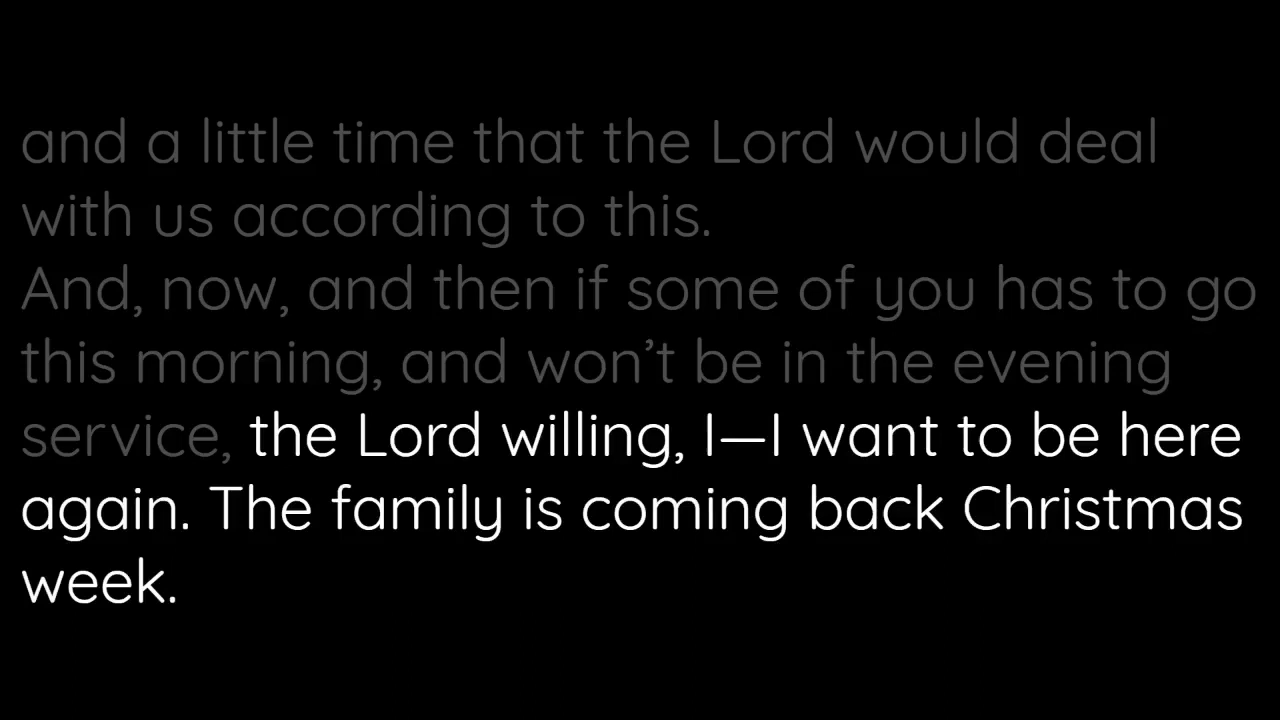 and a little time that the Lord would deal
with us according to this.
And, now, and then if some of you has to go
this morning, and won’t be in the evening
service, the Lord willing, I—I want to be here
again. The family is coming back Christmas
week.